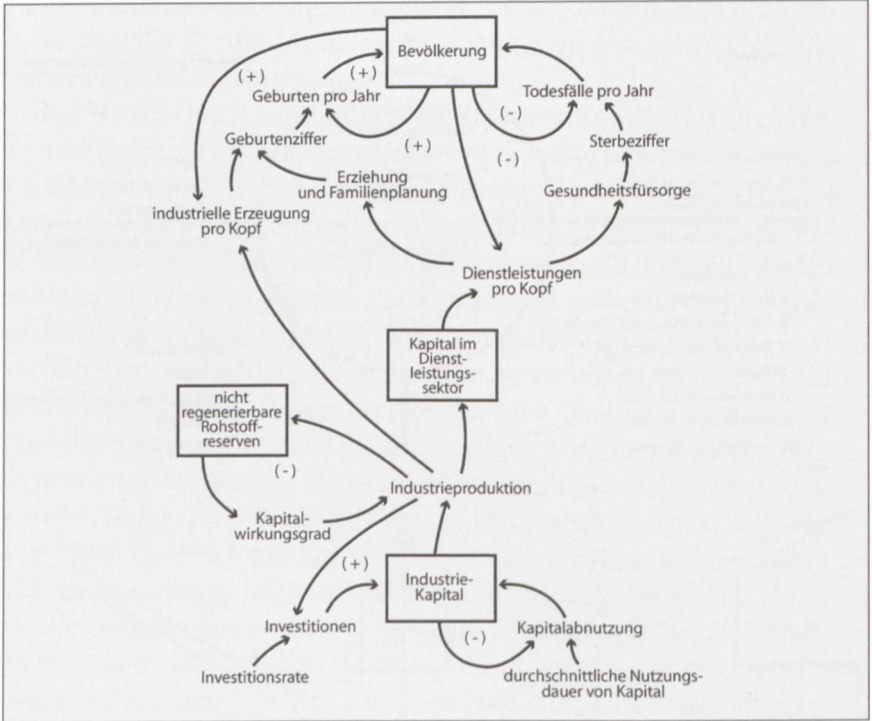 Bevölkerung
(+)
(+)
Geburten pro Jahr
Todesfälle pro Jahr
(-)
Geburtenziffer
(+)
(-)
Sterbeziffer
Erziehung
und Familienplanung
Gesundheitsfürsorge
industrielle Erzeugung
pro Kopf
Dienstleistungen
pro Kopf
Kapital im
Dienst-
leistungs-
sektor
nicht
regenerierbare
Rohstoff-
reserven
(-)
Industrieproduktion
Kapital-
wirkungsgrad
(+)
Industrie-
Kapital
Investitionen
(-)
Kapitalabnutzung
Investitionsrate
durchschnittliche Nutzungs-
dauer von Kapital